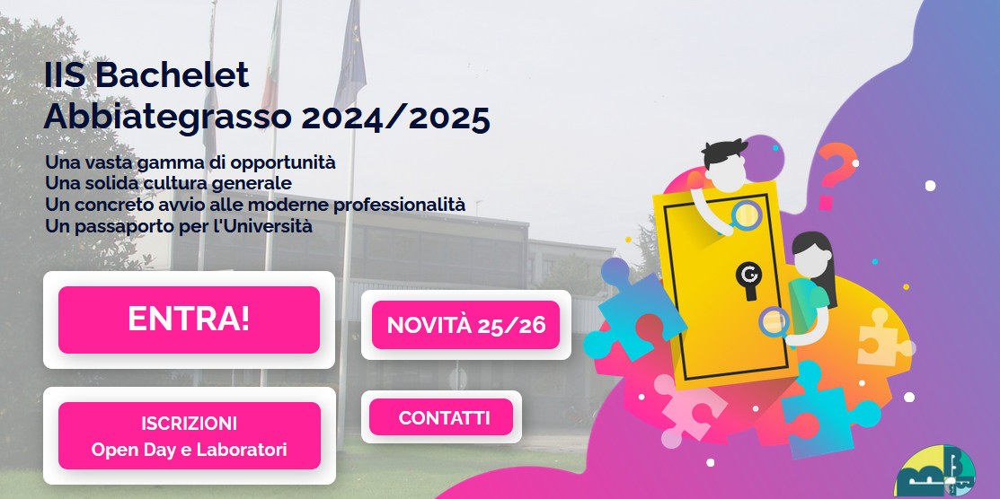 IIS Bachelet
Abbiategrasso 2024/2025
Una vasta gamma di opportunità
Una solida cultura generale
Un concreto avvio alle moderne professionalità
Un passaporto per l'Università
ENTRA!
NOVITÀ 25/26
ISCRIZIONI
Open Day e Laboratori
CONTATTI
?
G